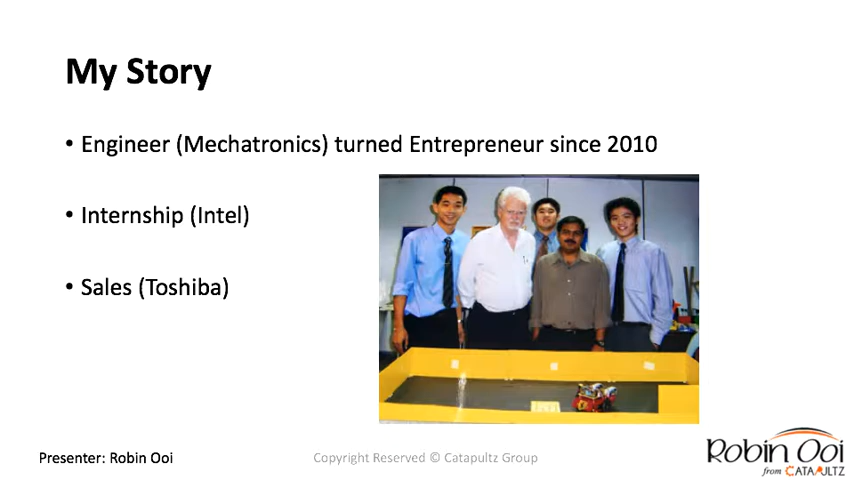 My Story
• Engineer (Mechatronics) turned Entrepreneur since 2010
• Internship (Intel)
• Sales (Toshiba)
Presenter: Robin Ooi
Copyright Reserved © Catapultz Group
Robin Ooi
from CATAPULTZ